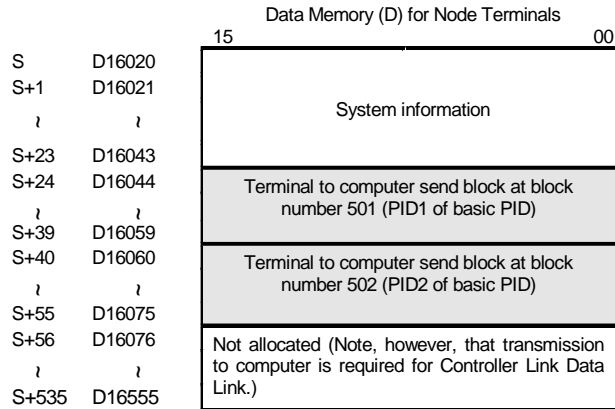 Data Memory (D) for Node Terminals
15 00
S D16020
S+1 D16021
≀ ≀
System information
S+23 D16043
S+24 D16044
Terminal to computer send block at block
number 501 (PID1 of basic PID)
≀ ≀
S+39 D16059
S+40 D16060
Terminal to computer send block at block
number 502 (PID2 of basic PID)
≀ ≀
S+55 D16075
S+56 D16076
Not allocated (Note, however, that transmission
to computer is required for Controller Link Data
Link.)
≀ ≀
S+535 D16555